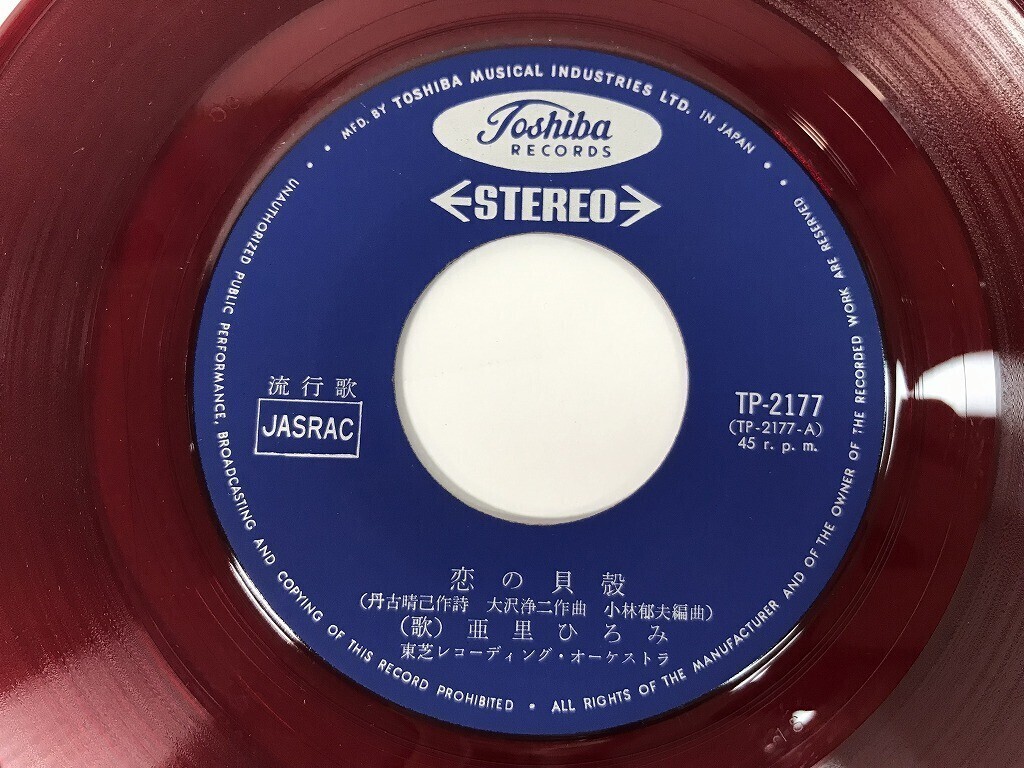 MFD. BY TOSHIBA MUSICAL INDUSTRIES LTD. IN JAPAN
Toshiba
RECORDS
STEREO
流行歌
JASRAC
TP-2177
(TP-2177-A)
45 r. p. m.
恋の貝殻
(丹古晴己作詩 大沢浄二作曲 小林郁夫編曲)
(歌) 亜里ひろみ
東芝レコーディング・オーケストラ
UNAUTHORIZED PUBLIC PERFORMANCE, BROADCASTING AND COPYING OF THIS RECORD PROHIBITED • ALL RIGHTS OF THE MANUFACTURER AND OF THE OWNER OF THE RECORDED WORK ARE RESERVED